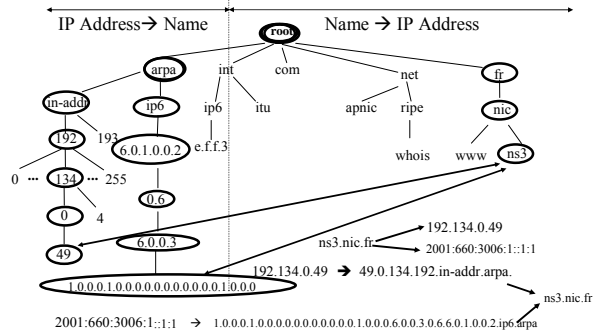 IP Address→ Name
Name → IP Address
root
arpa
int
com
net
fr
in-addr
ip6
ip6
itu
apnic
ripe
nic
192
193
6.0.1.0.0.2
e.f.f.3
whois
www
ns3
0 ··· 134 ··· 255
0.6
0
4
6.0.0.3
49
192.134.0.49
ns3.nic.fr
2001:660:3006:1::1:1
1.0.0.0.1.0.0.0.0.0.0.0.0.0.0.0.1.0.0.0
192.134.0.49 → 49.0.134.192.in-addr.arpa.
ns3.nic.fr
2001:660:3006:1::1:1 → 1.0.0.0.1.0.0.0.0.0.0.0.0.0.0.0.1.0.0.0.6.0.0.3.0.6.6.0.1.0.0.2.ip6.arpa